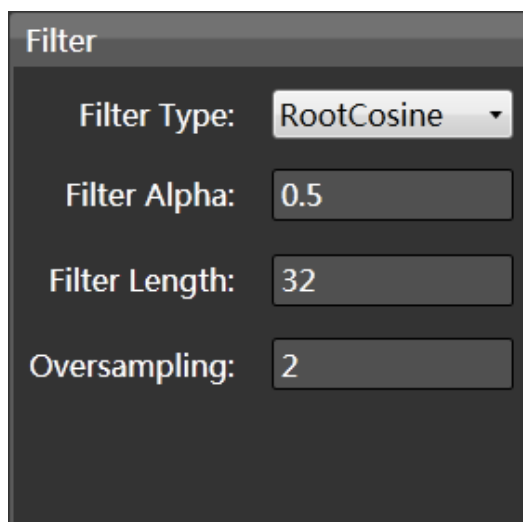 Filter
Filter Type: RootCosine
Filter Alpha: 0.5
Filter Length: 32
Oversampling: 2